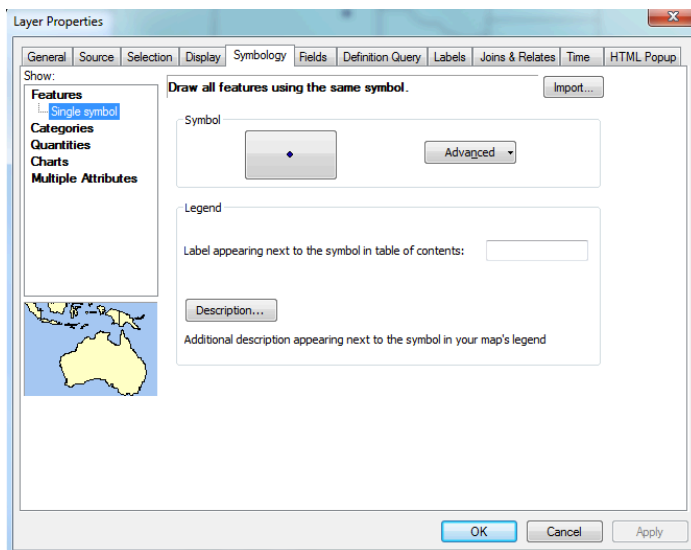 Layer Properties
General Source Selection Display Symbology Fields Definition Query Labels Joins & Relates Time HTML Popup
Show:
Features
Single symbol
Categories
Quantities
Charts
Multiple Attributes
Draw all features using the same symbol.
Import...
Symbol
Advanced
Legend
Label appearing next to the symbol in table of contents:
Description...
Additional description appearing next to the symbol in your map's legend
OK Cancel Apply